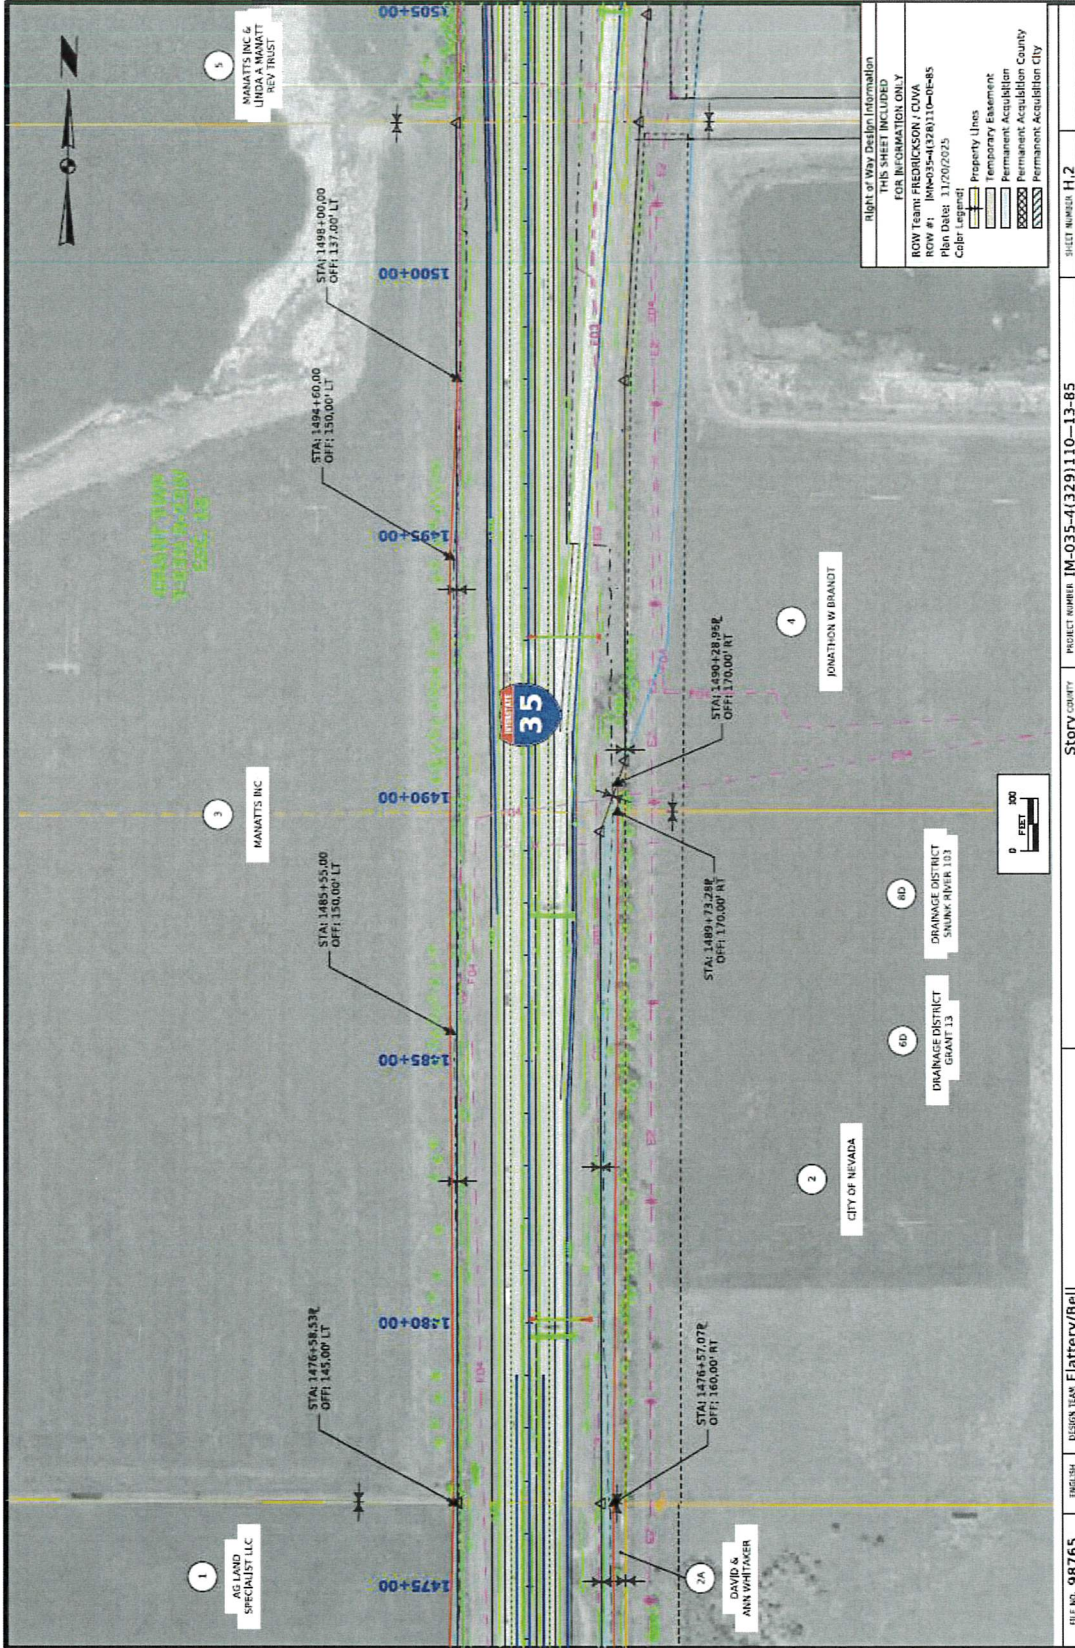 5
MANATTS INC &
LINDA A MANATT
REV TRUST
STA: 1498+00.00
OFF: 137.00' LT
STA: 1494+60.00
OFF: 150.00' LT
3
MANATTS INC
STA: 1485+55.00
OFF: 150.00' LT
STA: 1476+58.53
OFF: 145.00' LT
1
AG LAND
SPECIALIST LLC
1475+00
1480+00
1485+00
1490+00
1495+00
1500+00
1505+00
INTERSTATE
35
STA: 1476+57.07
OFF: 160.00' RT
2A
DAVID &
ANN WHITAKER
STA: 1489+73.28
OFF: 170.00' RT
STA: 1490+28.96
OFF: 170.00' RT
2
CITY OF NEVADA
6D
DRAINAGE DISTRICT
GRANT 13
8D
DRAINAGE DISTRICT
SNUNK RIVER 103
4
JONATHON W BRANDT
0 100
FEET
Right of Way Design Information
THIS SHEET INCLUDED
FOR INFORMATION ONLY
ROW Team: FREDRICKSON / CUVA
ROW #: IMN-035-4(328)110--0E-85
Plan Date: 11/20/2025
Color Legend:
Property Lines
Temporary Easement
Permanent Acquisition
Permanent Acquisition County
Permanent Acquisition City
FILE NO. 98765
ENGLISH
DESIGN TEAM Flattery/Bell
Story COUNTY
PROJECT NUMBER IM-035-4(329)110--13-85
SHEET NUMBER H.2